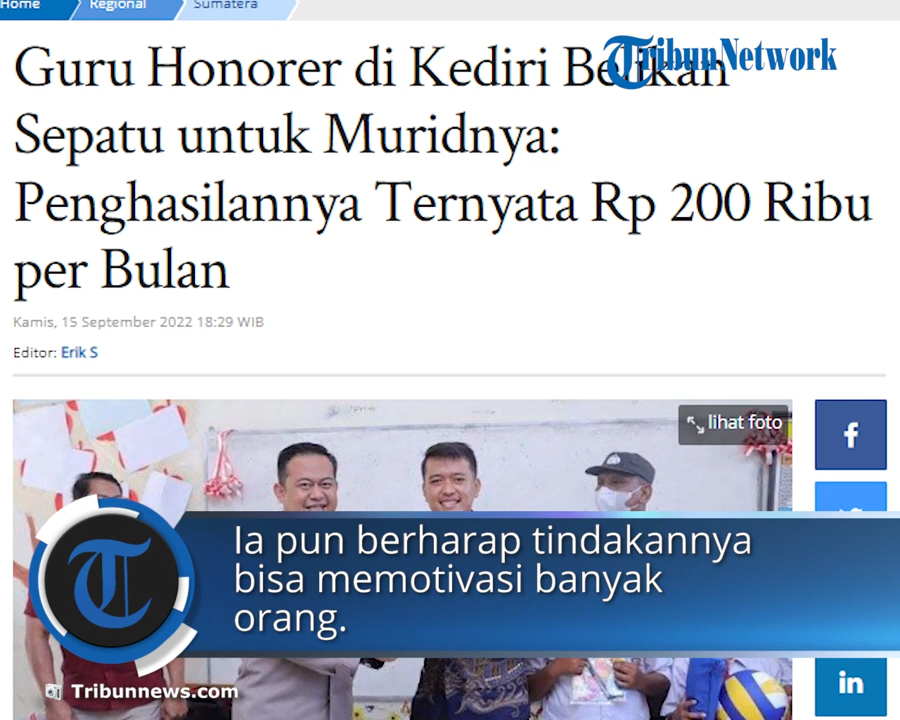 Home
Regional
Sumatera
TribunNetwork
Guru Honorer di Kediri Belikan
Sepatu untuk Muridnya:
Penghasilannya Ternyata Rp 200 Ribu
per Bulan
Kamis, 15 September 2022 18:29 WIB
Editor: Erik S
lihat foto
f
Ia pun berharap tindakannya
bisa memotivasi banyak
orang.
T
Tribunnews.com
in